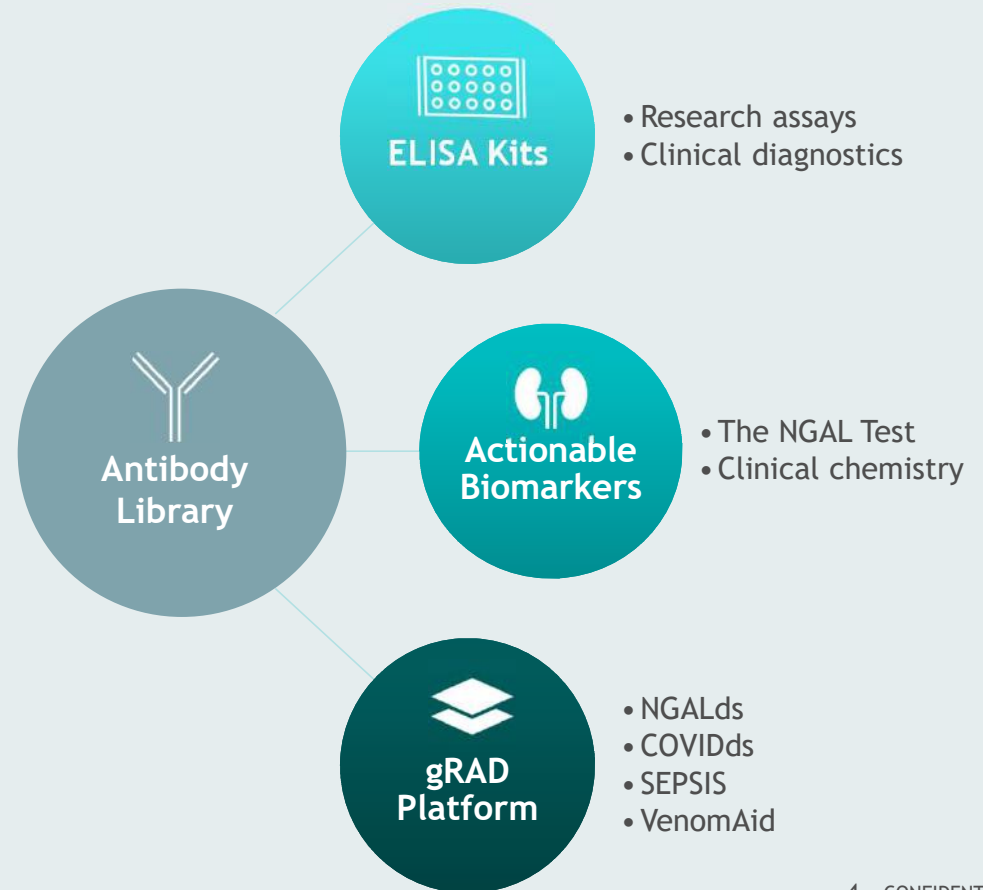 ELISA Kits
• Research assays
• Clinical diagnostics
Antibody
Library
Actionable
Biomarkers
• The NGAL Test
• Clinical chemistry
gRAD
Platform
• NGALds
• COVIDds
• SEPSIS
• VenomAid